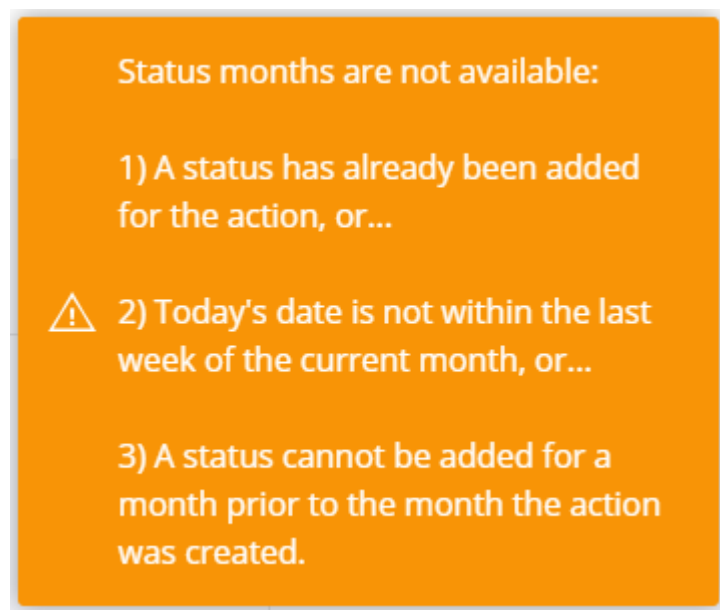 Status months are not available:
1) A status has already been added
for the action, or...
2) Today's date is not within the last
week of the current month, or...
3) A status cannot be added for a
month prior to the month the action
was created.